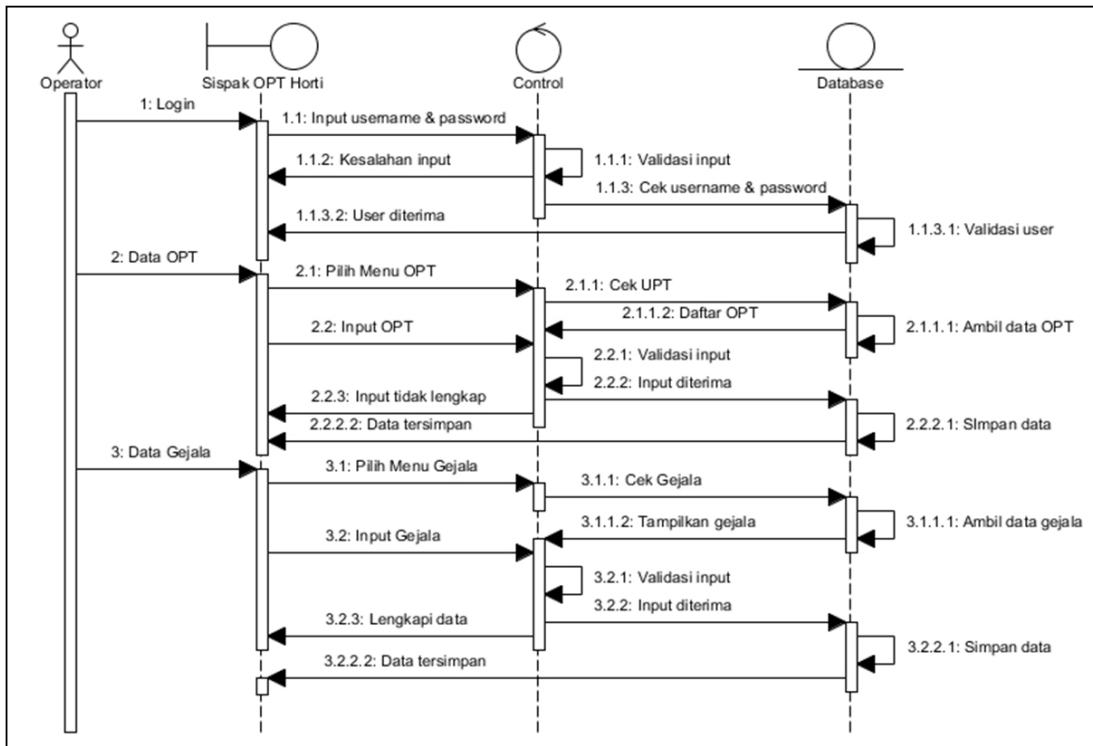 Operator
Sispak OPT Horti
Control
Database
1: Login
1.1: Input username & password
1.1.2: Kesalahan input
1.1.1: Validasi input
1.1.3: Cek username & password
1.1.3.2: User diterima
1.1.3.1: Validasi user
2: Data OPT
2.1: Pilih Menu OPT
2.1.1: Cek UPT
2.1.1.2: Daftar OPT
2.2: Input OPT
2.1.1.1: Ambil data OPT
2.2.1: Validasi input
2.2.2: Input diterima
2.2.3: Input tidak lengkap
2.2.2.2: Data tersimpan
2.2.2.1: SImpan data
3: Data Gejala
3.1: Pilih Menu Gejala
3.1.1: Cek Gejala
3.1.1.2: Tampilkan gejala
3.1.1.1: Ambil data gejala
3.2: Input Gejala
3.2.1: Validasi input
3.2.2: Input diterima
3.2.3: Lengkapi data
3.2.2.1: Simpan data
3.2.2.2: Data tersimpan